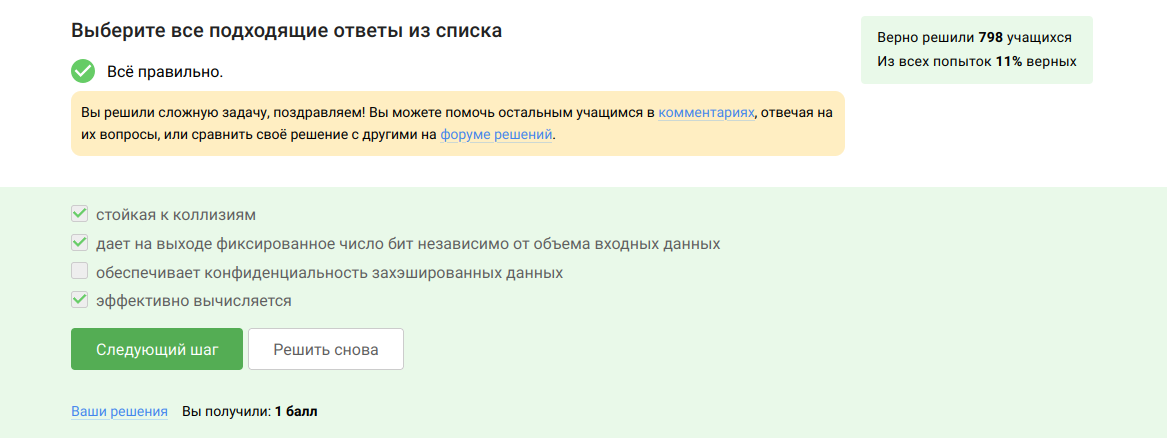 Выберите все подходящие ответы из списка
Всё правильно.
Верно решили 798 учащихся
Из всех попыток 11% верных
Вы решили сложную задачу, поздравляем! Вы можете помочь остальным учащимся в комментариях, отвечая на
их вопросы, или сравнить своё решение с другими на форуме решений.
стойкая к коллизиям
дает на выходе фиксированное число бит независимо от объема входных данных
обеспечивает конфиденциальность захэшированных данных
эффективно вычисляется
Следующий шаг
Решить снова
Ваши решения Вы получили: 1 балл